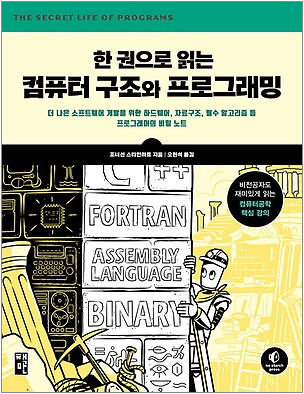 THE SECRET LIFE OF PROGRAMS
한 권으로 읽는
컴퓨터 구조와 프로그래밍
더 나은 소프트웨어 개발을 위한 하드웨어, 자료구조, 필수 알고리즘 등
프로그래머의 비밀 노트
조너선 스타인하트 지음 | 오현석 옮김
비전공자도
재미있게 읽는
컴퓨터공학
핵심 강의
C++
FORTRAN
ASSEMBLY
LANGUAGE
BINARY
책만
no starch
press